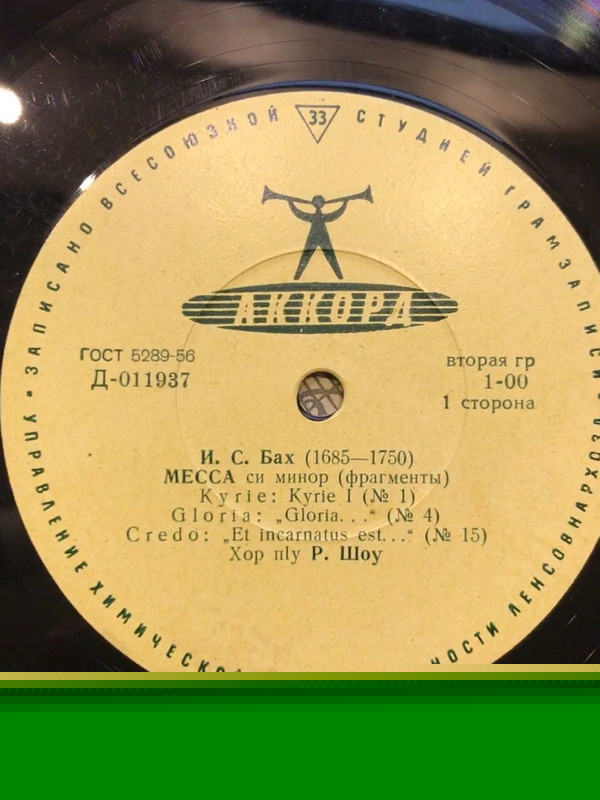 ЗАПИСАНО ВСЕСОЮЗНОЙ 33 СТУДИЕЙ ГРАМЗАПИСИ
АККОРД
ГОСТ 5289-56
Д-011937
вторая гр
1-00
1 сторона
И. С. Бах (1685—1750)
МЕССА си минор (фрагменты)
Kyrie: Kyrie I (№ 1)
Gloria: „Gloria...“ (№ 4)
Credo: „Et incarnatus est...“ (№ 15)
Хор п/у Р. Шоу
УПРАВЛЕНИЕ ХИМИЧЕСКО НОСТИ ЛЕНСОВНАРХОЗА